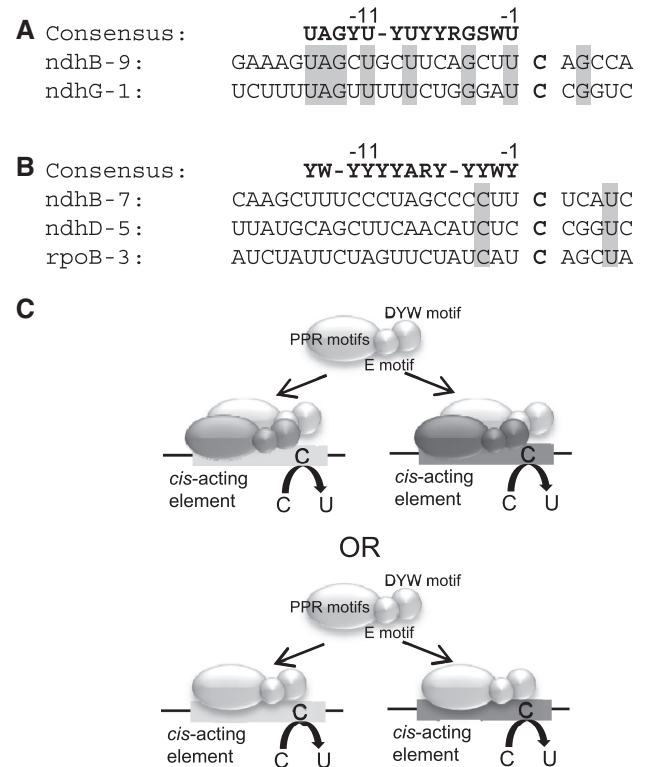 A
-11 -1
Consensus: UAGYU-YUYYRGSWU
ndhB-9: GAAAGUAGCUGCUUCAGCUU C AGCCA
ndhG-1: UCUUUUAGUUUUUCUGGGAU C CGGUC
B
-11 -1
Consensus: YW-YYYYARY-YYWY
ndhB-7: CAAGCUUUCCCUAGCCCCUU C UCAUC
ndhD-5: UUAUGCAGCUUCAACAUCUC C CGGUC
rpoB-3: AUCUAUUCUAGUUCUAUCAU C AGCUA
C
DYW motif
PPR motifs
E motif
C C
cis-acting element C U
cis-acting element C U
OR
DYW motif
PPR motifs
E motif
C C
cis-acting element C U
cis-acting element C U